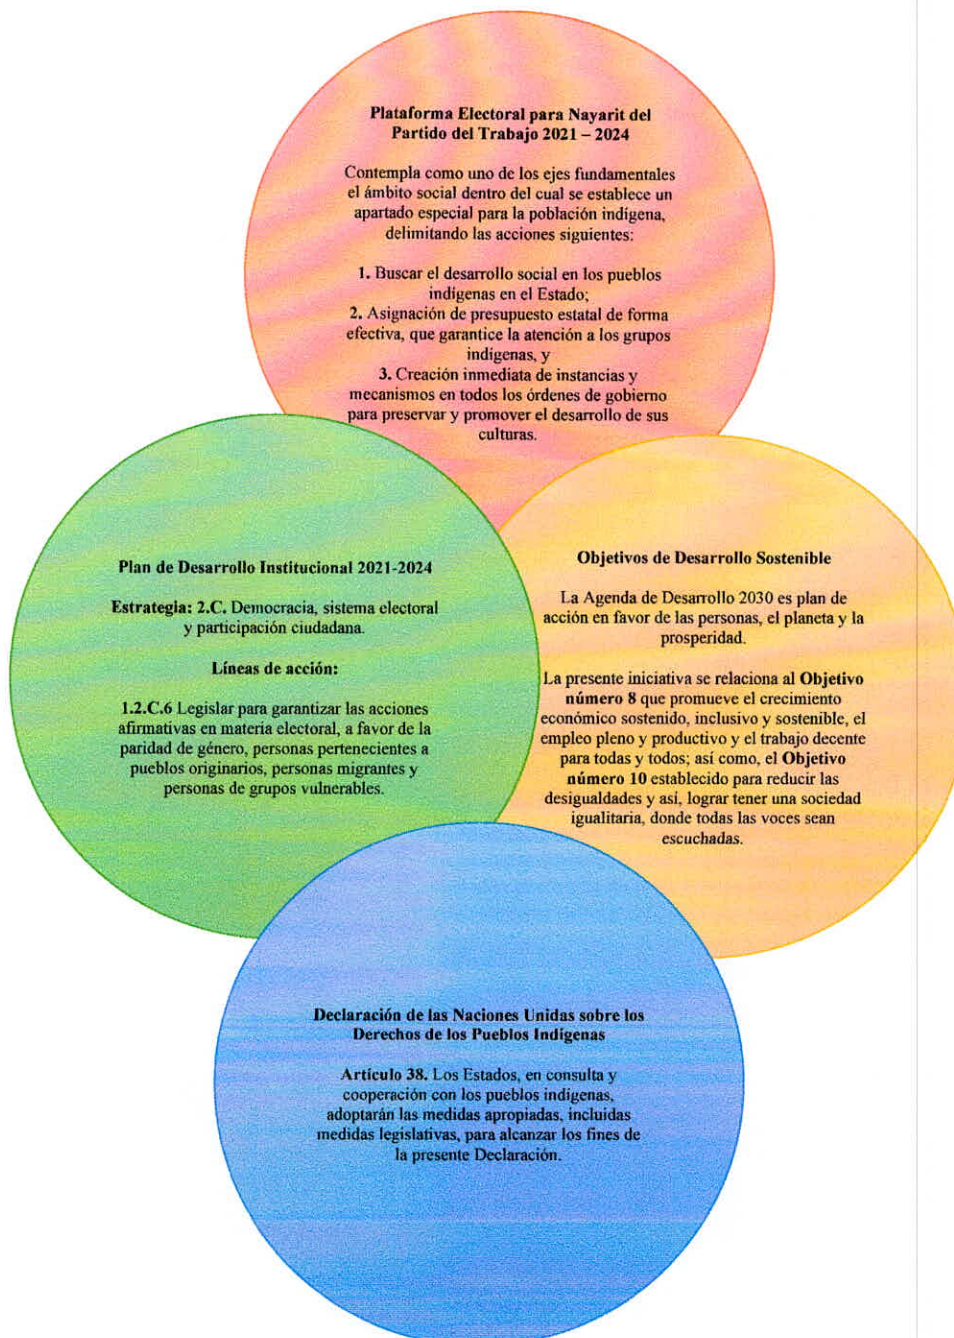 Plataforma Electoral para Nayarit del
Partido del Trabajo 2021 – 2024
Contempla como uno de los ejes fundamentales
el ámbito social dentro del cual se establece un
apartado especial para la población indígena,
delimitando las acciones siguientes:
1. Buscar el desarrollo social en los pueblos
indígenas en el Estado;
2. Asignación de presupuesto estatal de forma
efectiva, que garantice la atención a los grupos
indígenas, y
3. Creación inmediata de instancias y
mecanismos en todos los órdenes de gobierno
para preservar y promover el desarrollo de sus
culturas.
Plan de Desarrollo Institucional 2021-2024
Estrategia: 2.C. Democracia, sistema electoral
y participación ciudadana.
Líneas de acción:
1.2.C.6 Legislar para garantizar las acciones
afirmativas en materia electoral, a favor de la
paridad de género, personas pertenecientes a
pueblos originarios, personas migrantes y
personas de grupos vulnerables.
Objetivos de Desarrollo Sostenible
La Agenda de Desarrollo 2030 es plan de
acción en favor de las personas, el planeta y la
prosperidad.
La presente iniciativa se relaciona al Objetivo
número 8 que promueve el crecimiento
económico sostenido, inclusivo y sostenible, el
empleo pleno y productivo y el trabajo decente
para todas y todos; así como, el Objetivo
número 10 establecido para reducir las
desigualdades y así, lograr tener una sociedad
igualitaria, donde todas las voces sean
escuchadas.
Declaración de las Naciones Unidas sobre los
Derechos de los Pueblos Indígenas
Artículo 38. Los Estados, en consulta y
cooperación con los pueblos indígenas,
adoptarán las medidas apropiadas, incluidas
medidas legislativas, para alcanzar los fines de
la presente Declaración.